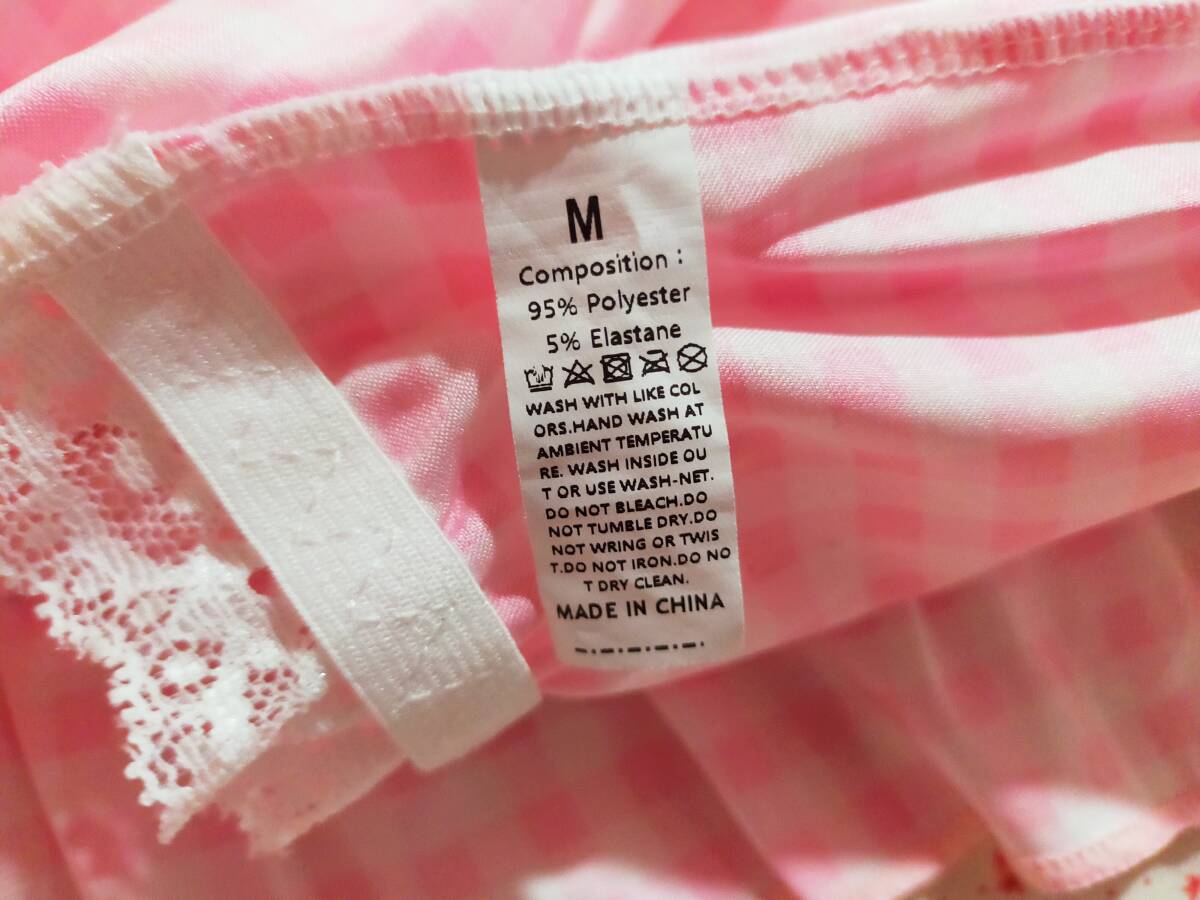 M
Composition :
95% Polyester
5% Elastane
WASH WITH LIKE COL
ORS.HAND WASH AT
AMBIENT TEMPERATU
RE. WASH INSIDE OU
T OR USE WASH-NET.
DO NOT BLEACH.DO
NOT TUMBLE DRY.DO
NOT WRING OR TWIS
T.DO NOT IRON.DO NO
T DRY CLEAN.
MADE IN CHINA